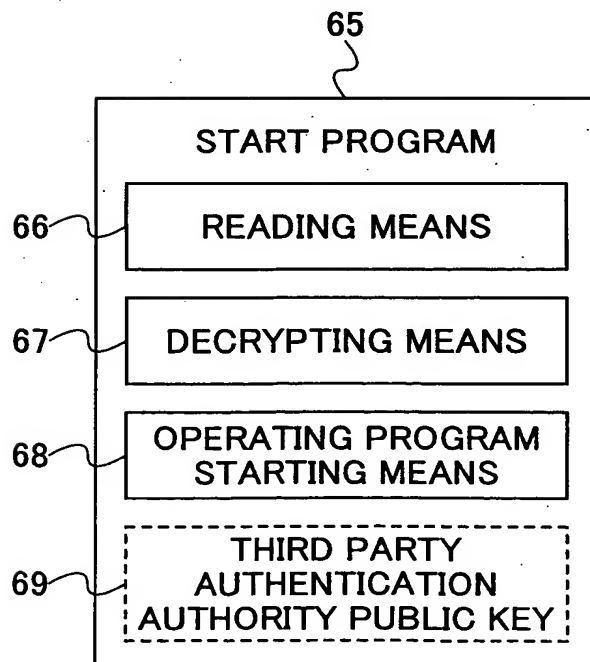 65
START PROGRAM
66 READING MEANS
67 DECRYPTING MEANS
OPERATING PROGRAM
68 STARTING MEANS
THIRD PARTY
69 AUTHENTICATION
AUTHORITY PUBLIC KEY